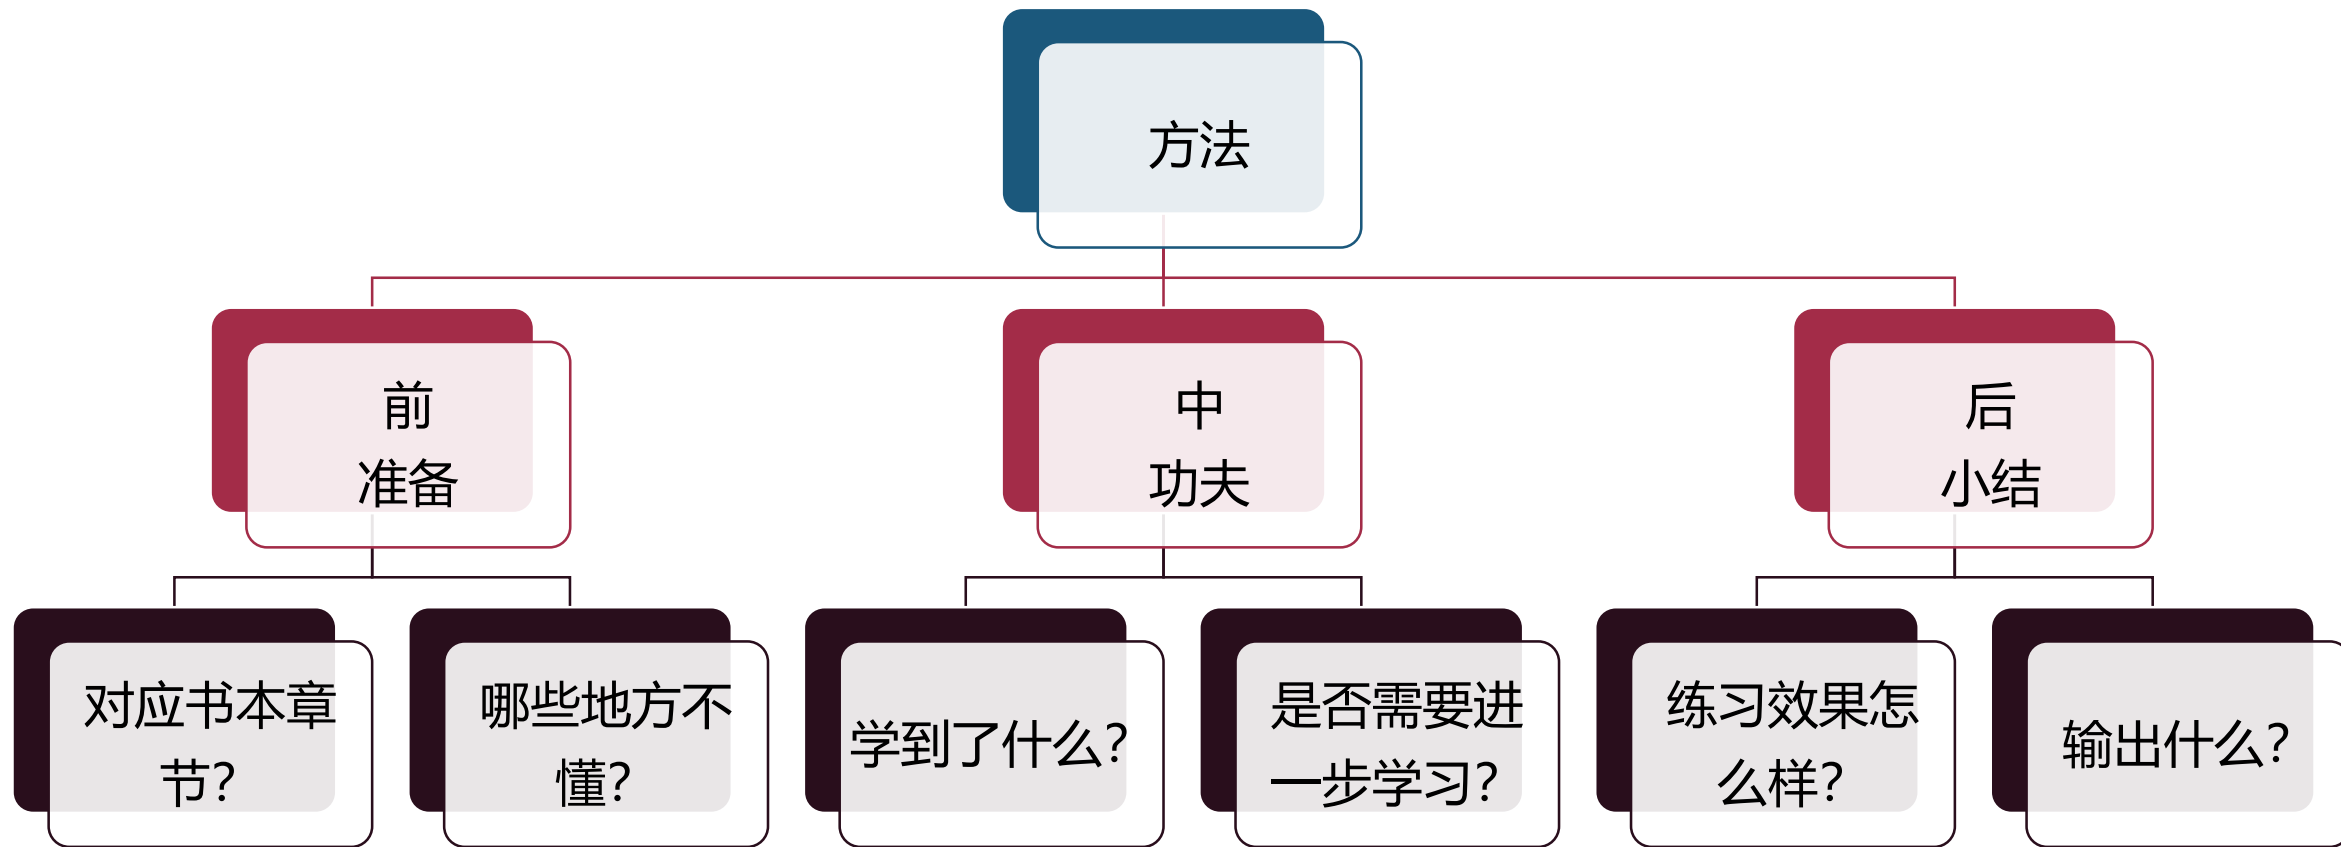 方法
前
准备
中
功夫
后
小结
对应书本章
节？
哪些地方不
懂？
学到了什么？
是否需要进
一步学习？
练习效果怎
么样？
输出什么？